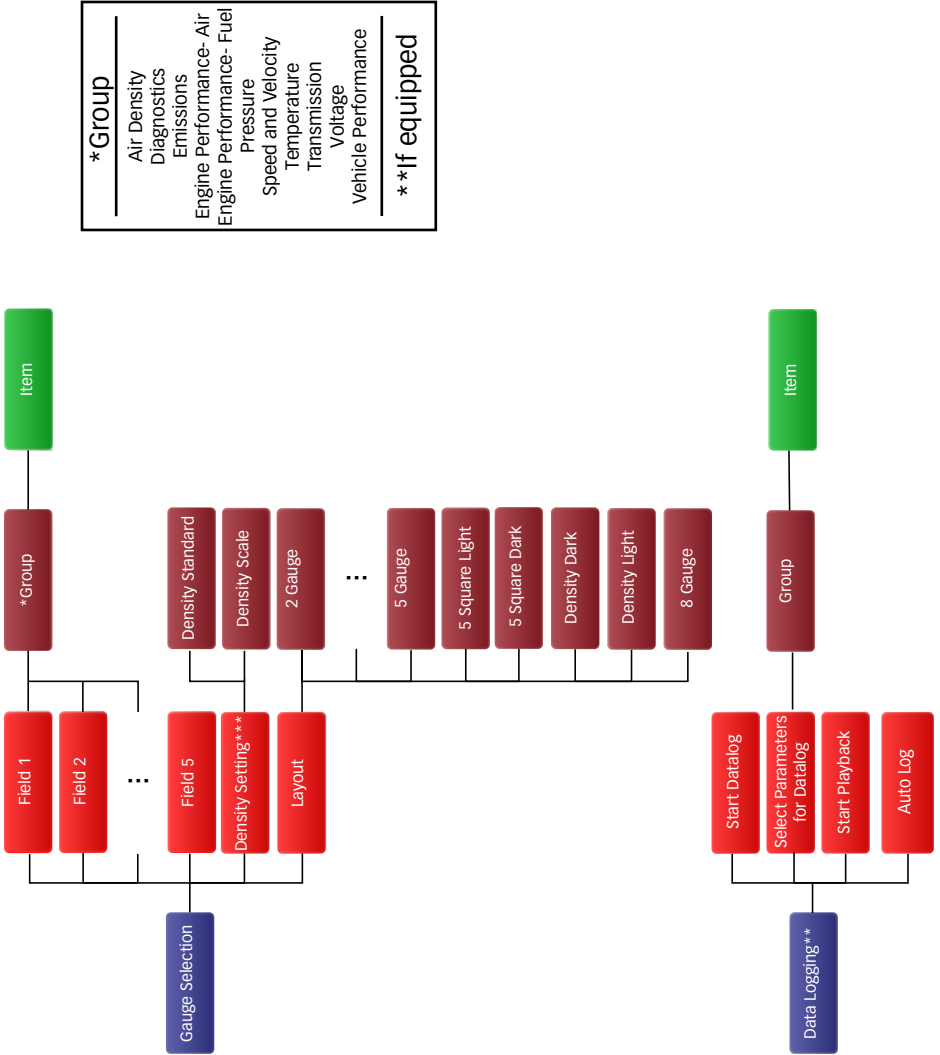 *Group
Air Density
Diagnostics
Emissions
Engine Performance- Air
Engine Performance- Fuel
Pressure
Speed and Velocity
Temperature
Transmission
Voltage
Vehicle Performance
**If equipped
Gauge Selection
Field 1
Field 2
...
Field 5
Density Setting***
Layout
*Group
Item
Density Standard
Density Scale
2 Gauge
...
5 Gauge
5 Square Light
5 Square Dark
Density Dark
Density Light
8 Gauge
Data Logging**
Start Datalog
Select Parameters
for Datalog
Start Playback
Auto Log
Group
Item